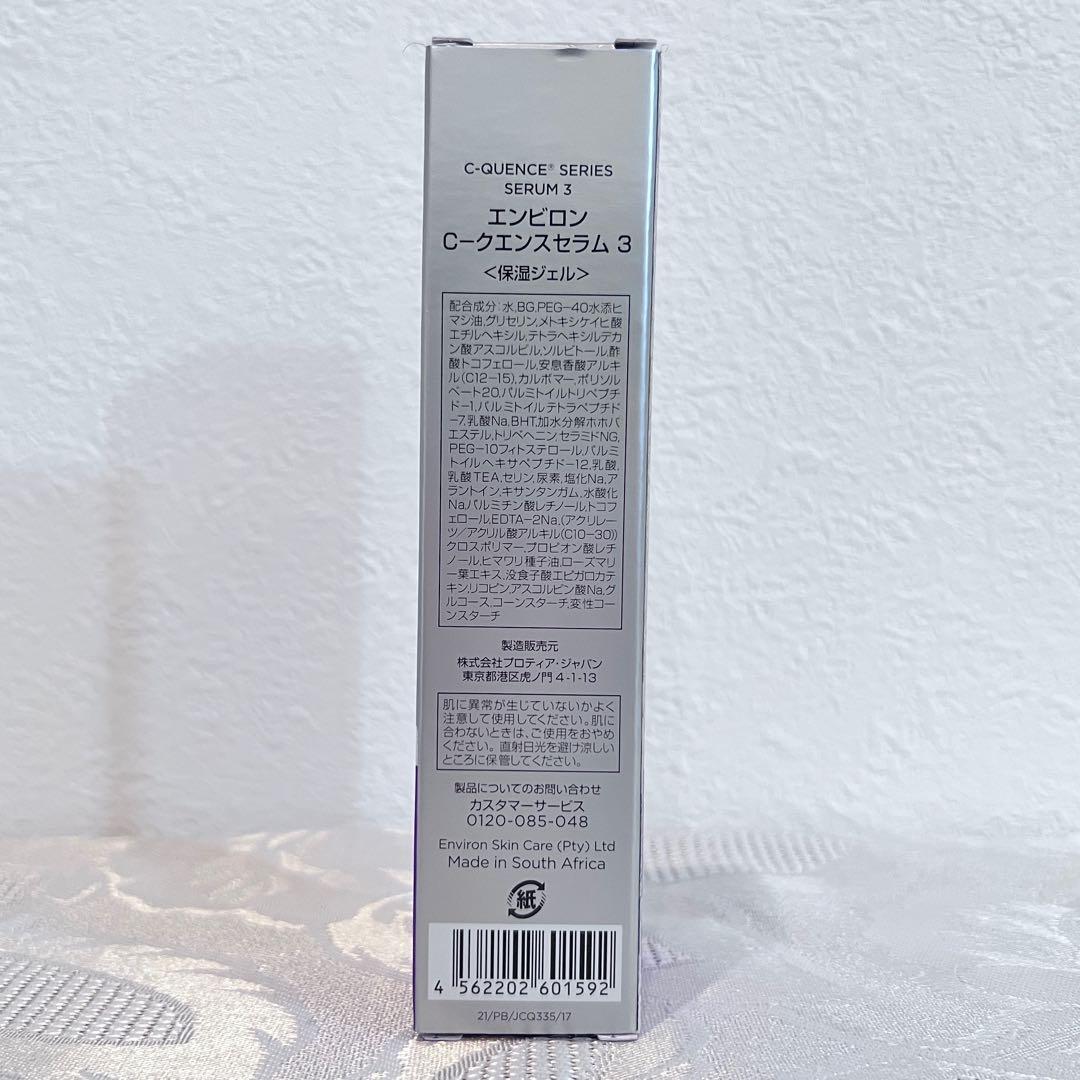 C-QUENCE® SERIES
SERUM 3
エンビロン
C−クエンスセラム 3
<保湿ジェル>
配合成分:水,BG,PEG−40水添ヒ
マシ油,グリセリン,メトキシケイヒ酸
エチルヘキシル,テトラヘキシルデカ
ン酸アスコルビル,ソルビトール,酢
酸トコフェロール,安息香酸アルキ
ル(C12−15),カルボマー,ポリソル
ベート20,パルミトイルトリペプチ
ド−1,パルミトイルテトラペプチド
−7,乳酸Na,BHT,加水分解ホホバ
エステル,トリベヘニン,セラミドNG,
PEG−10フィトステロール,パルミ
トイルヘキサペプチド−12,乳酸,
乳酸TEA,セリン,尿素,塩化Na,ア
ラントイン,キサンタンガム,水酸化
Na,パルミチン酸レチノール,トコフ
ェロール,EDTA−2Na,(アクリレー
ツ/アクリル酸アルキル(C10−30))
クロスポリマー,プロピオン酸レチ
ノール,ヒマワリ種子油,ローズマリ
ー葉エキス,没食子酸エピガロカテ
キン,リコピン,アスコルビン酸Na,グ
ルコース,コーンスターチ,変性コー
ンスターチ
製造販売元
株式会社プロティア・ジャパン
東京都港区虎ノ門4-1-13
肌に異常が生じていないかよく
注意して使用してください。肌に
合わないときは、ご使用をおやめ
ください。直射日光を避け涼しい
ところに保管してください。
製品についてのお問い合わせ
カスタマーサービス
0120-085-048
Environ Skin Care (Pty) Ltd
Made in South Africa
紙
4 562202 601592
21/PB/JCQ335/17